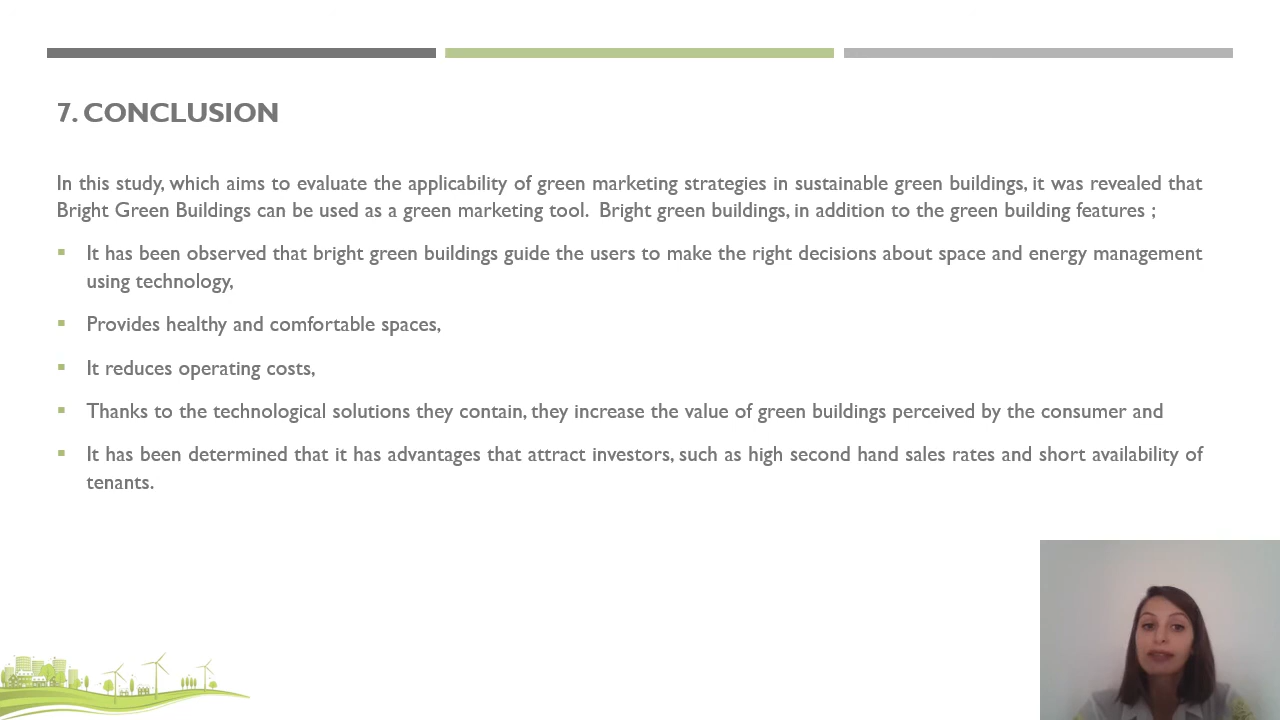 7. CONCLUSION
In this study, which aims to evaluate the applicability of green marketing strategies in sustainable green buildings, it was revealed that
Bright Green Buildings can be used as a green marketing tool.  Bright green buildings, in addition to the green building features ;
▪ It has been observed that bright green buildings guide the users to make the right decisions about space and energy management
using technology,
▪ Provides healthy and comfortable spaces,
▪ It reduces operating costs,
▪ Thanks to the technological solutions they contain, they increase the value of green buildings perceived by the consumer and
▪ It has been determined that it has advantages that attract investors, such as high second hand sales rates and short availability of
tenants.